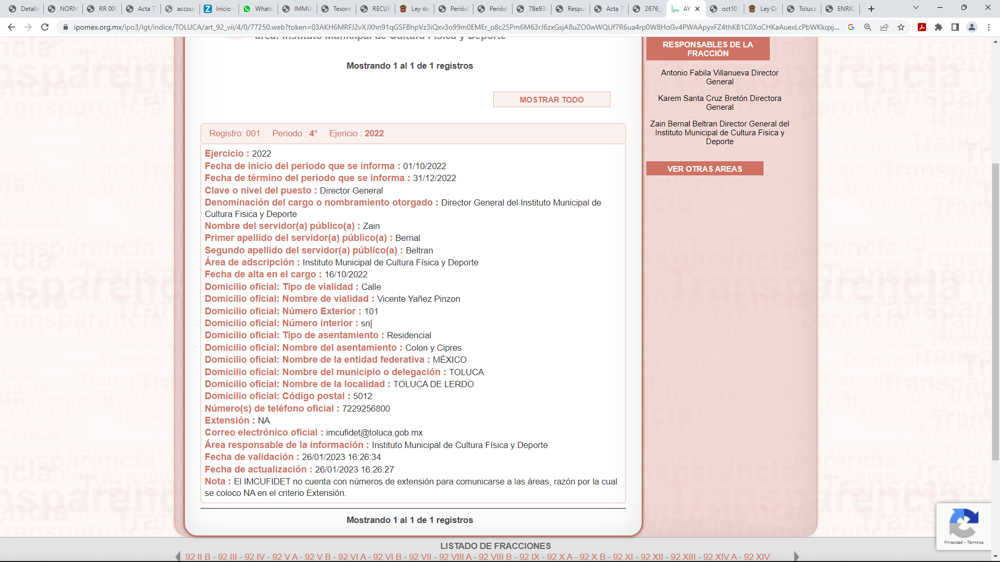 Detalle
NORM
RR 000
Acta 7
accour
Inicio
Whats
IMMU
Tesore
RECUR
Ley de
Periód
Periód
78e93
Respu
Acta 7
2676_
AY
oct101
Ley Or
Toluca
ENRIQ
ipomex.org.mx/ipo3/lgt/indice/TOLUCA/art_92_vii/4/0/77250.web?token=03AKH6MRFJ2vXJXhn91qGSFBhpVz3iQxv3o99m0EMEr_o8c2SPm6M63rJ6zxGsjA8uZO0wWQUf7R6ua4rp0W8HoGv4PWAApyxFZ4thKB1C0XoCHKaAuexLcPbWKkqxj...
área: Instituto Municipal de Cultura Física y Deporte
Mostrando 1 al 1 de 1 registros
MOSTRAR TODO
Registro: 001 Periodo : 4º Ejericio : 2022
Ejercicio : 2022
Fecha de inicio del periodo que se informa : 01/10/2022
Fecha de término del periodo que se informa : 31/12/2022
Clave o nivel del puesto : Director General
Denominación del cargo o nombramiento otorgado : Director General del Instituto Municipal de
Cultura Fisica y Deporte
Nombre del servidor(a) público(a) : Zain
Primer apellido del servidor(a) público(a) : Bernal
Segundo apellido del servidor(a) público(a) : Beltran
Área de adscripción : Instituto Municipal de Cultura Física y Deporte
Fecha de alta en el cargo : 16/10/2022
Domicilio oficial: Tipo de vialidad : Calle
Domicilio oficial: Nombre de vialidad : Vicente Yañez Pinzon
Domicilio oficial: Número Exterior : 101
Domicilio oficial: Número interior : sn|
Domicilio oficial: Tipo de asentamiento : Residencial
Domicilio oficial: Nombre del asentamiento : Colon y Cipres
Domicilio oficial: Nombre de la entidad federativa : MÉXICO
Domicilio oficial: Nombre del municipio o delegación : TOLUCA
Domicilio oficial: Nombre de la localidad : TOLUCA DE LERDO
Domicilio oficial: Código postal : 5012
Número(s) de teléfono oficial : 7229256800
Extensión : NA
Correo electrónico oficial : imcufidet@toluca.gob.mx
Área responsable de la información : Instituto Municipal de Cultura Física y Deporte
Fecha de validación : 26/01/2023 16:26:34
Fecha de actualización : 26/01/2023 16:26:27
Nota : El IMCUFIDET no cuenta con números de extensión para comunicarse a las áreas, razón por la cual
se coloco NA en el criterio Extensión.
Mostrando 1 al 1 de 1 registros
RESPONSABLES DE LA
FRACCIÓN
Antonio Fabila Villanueva Director
General
Karem Santa Cruz Bretón Directora
General
Zain Bernal Beltran Director General del
Instituto Municipal de Cultura Fisica y
Deporte
VER OTRAS AREAS
Privacidad - Términos
LISTADO DE FRACCIONES
92 II B - 92 III - 92 IV - 92 V A - 92 V B - 92 VI A - 92 VI B - 92 VII - 92 VIII A - 92 VIII B - 92 IX - 92 X A - 92 X B - 92 XI - 92 XII - 92 XIII - 92 XIV A - 92 XIV